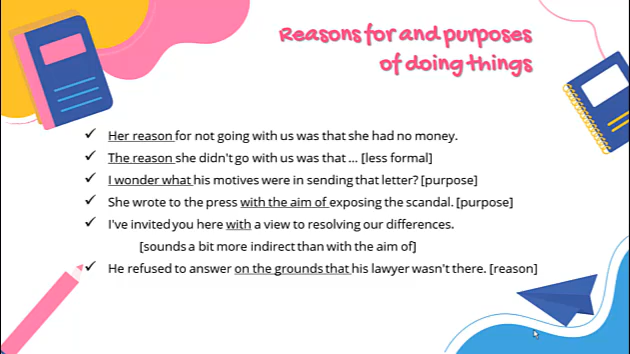 Reasons for and purposes
of doing things
✓ Her reason for not going with us was that she had no money.
✓ The reason she didn't go with us was that ... [less formal]
✓ I wonder what his motives were in sending that letter? [purpose]
✓ She wrote to the press with the aim of exposing the scandal. [purpose]
✓ I've invited you here with a view to resolving our differences.
[sounds a bit more indirect than with the aim of]
✓ He refused to answer on the grounds that his lawyer wasn't there. [reason]